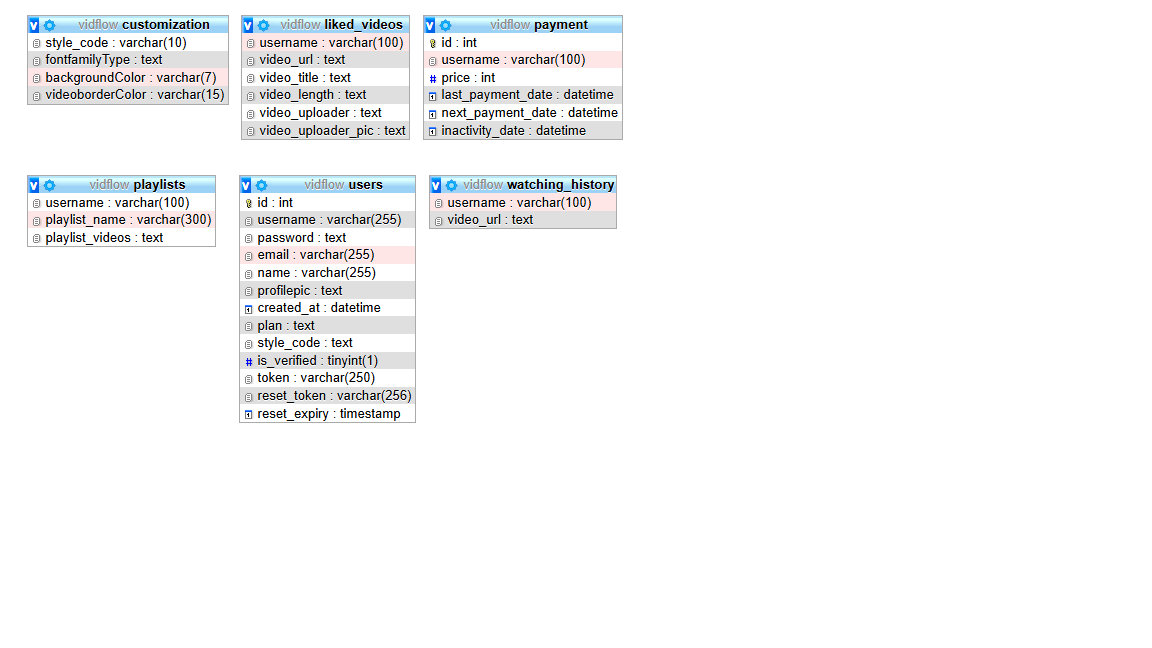 vidflow customization
style_code : varchar(10)
fontfamilyType : text
backgroundColor : varchar(7)
videoborderColor : varchar(15)
vidflow liked_videos
username : varchar(100)
video_url : text
video_title : text
video_length : text
video_uploader : text
video_uploader_pic : text
vidflow payment
id : int
username : varchar(100)
# price : int
last_payment_date : datetime
next_payment_date : datetime
inactivity_date : datetime
vidflow playlists
username : varchar(100)
playlist_name : varchar(300)
playlist_videos : text
vidflow users
id : int
username : varchar(255)
password : text
email : varchar(255)
name : varchar(255)
profilepic : text
created_at : datetime
plan : text
style_code : text
# is_verified : tinyint(1)
token : varchar(250)
reset_token : varchar(256)
reset_expiry : timestamp
vidflow watching_history
username : varchar(100)
video_url : text